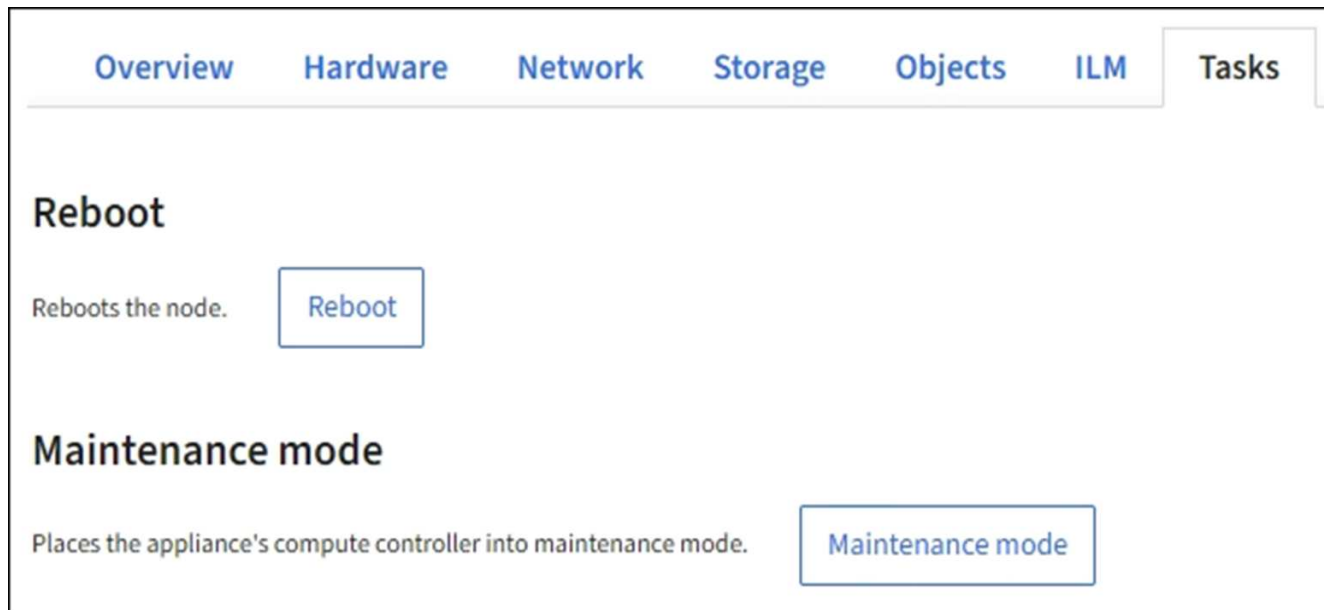 Overview Hardware Network Storage Objects ILM Tasks
Reboot
Reboots the node. Reboot
Maintenance mode
Places the appliance's compute controller into maintenance mode. Maintenance mode